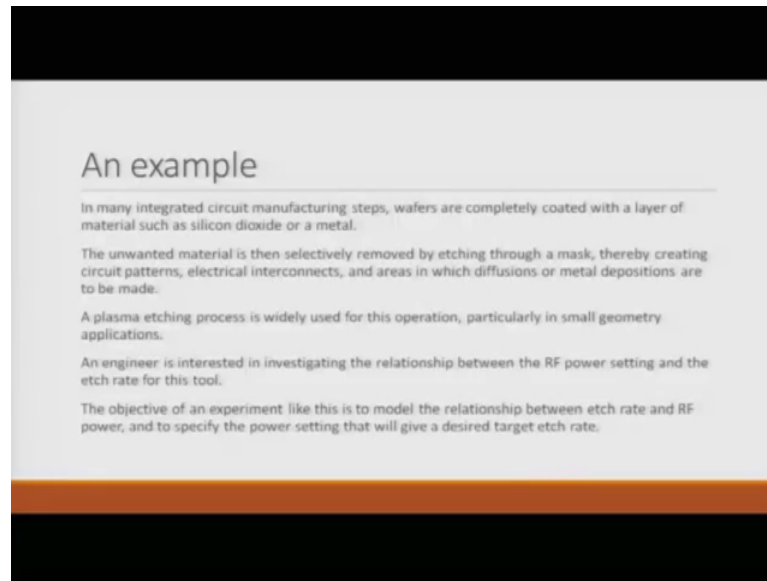 An example
In many integrated circuit manufacturing steps, wafers are completely coated with a layer of
material such as silicon dioxide or a metal.
The unwanted material is then selectively removed by etching through a mask, thereby creating
circuit patterns, electrical interconnects, and areas in which diffusions or metal depositions are
to be made.
A plasma etching process is widely used for this operation, particularly in small geometry
applications.
An engineer is interested in investigating the relationship between the RF power setting and the
etch rate for this tool.
The objective of an experiment like this is to model the relationship between etch rate and RF
power, and to specify the power setting that will give a desired target etch rate.